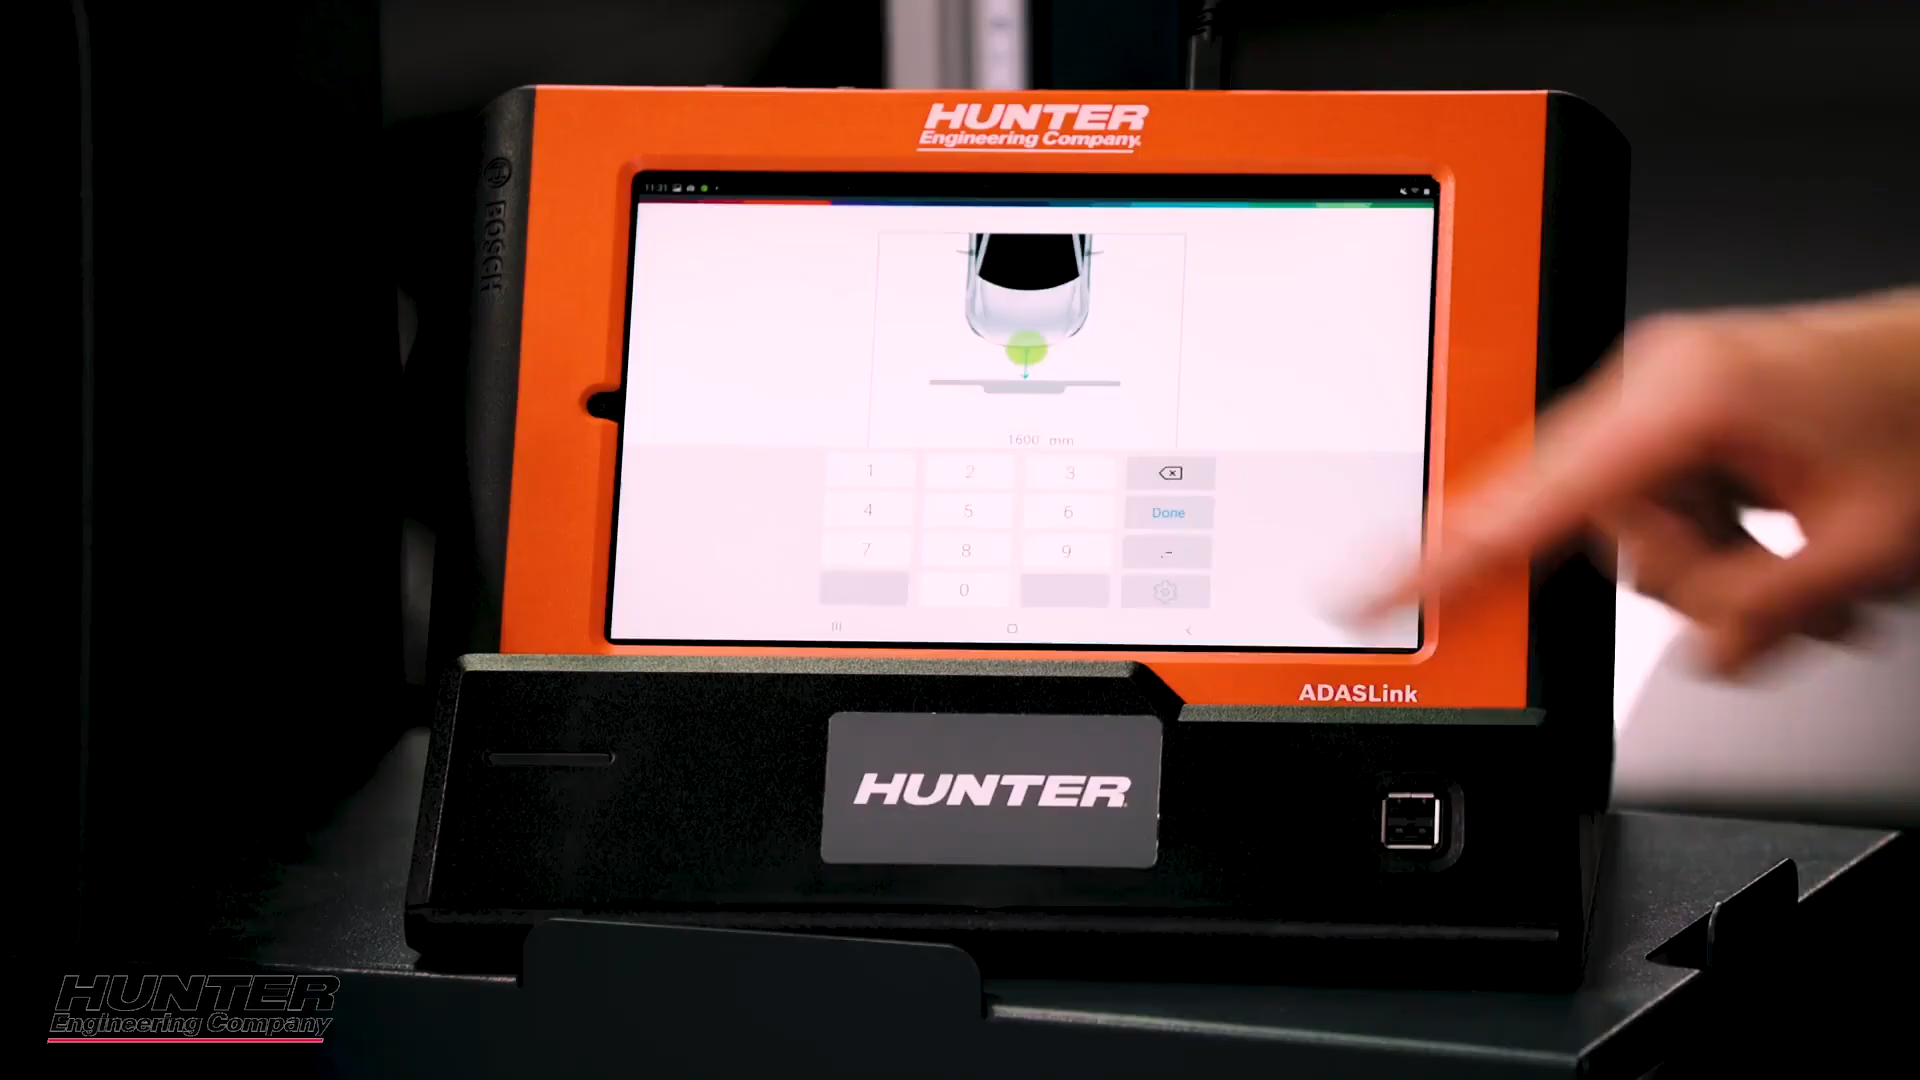 HUNTER
Engineering Company
BOSCH
11:31
1600 mm
1 2 3
4 5 6 Done
7 8 9 .-
0
ADASLink
HUNTER
HUNTER
Engineering Company